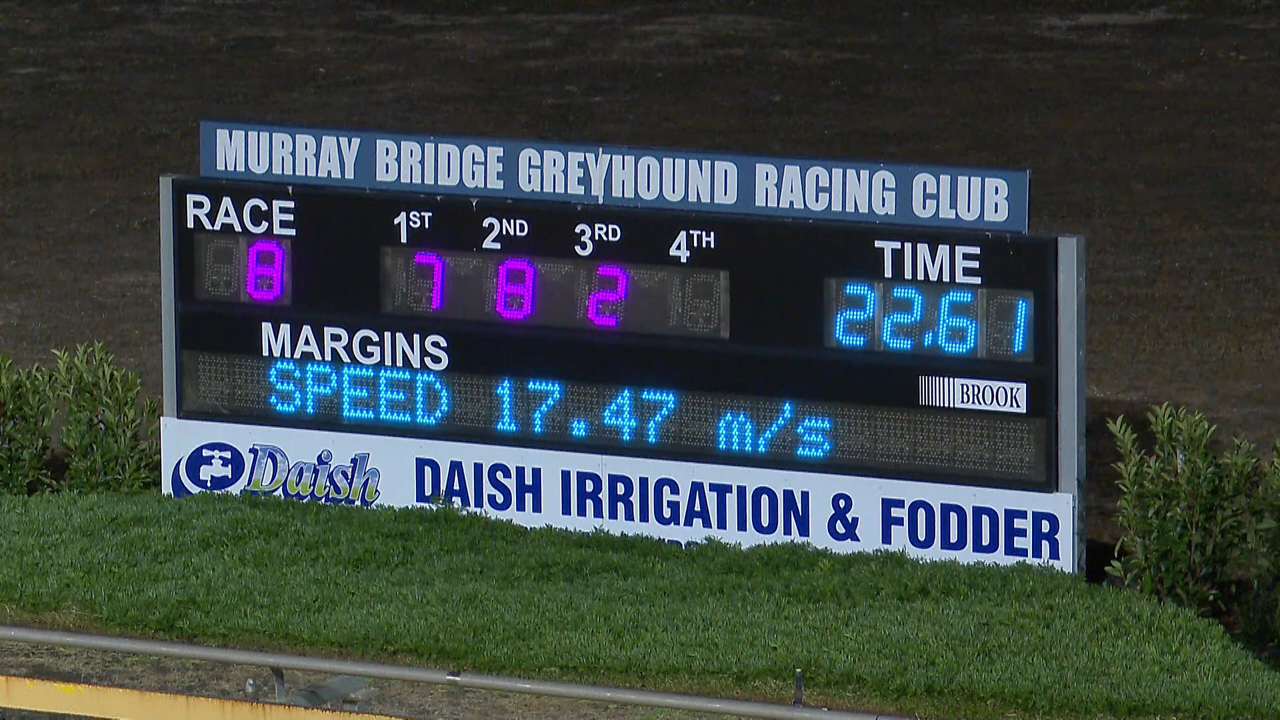 MURRAY BRIDGE GREYHOUND RACING CLUB
RACE 1ST 2ND 3RD 4TH TIME
8 7 8 2 22.61
MARGINS
BROOK
SPEED 17.47 m/s
Daish DAISH IRRIGATION & FODDER